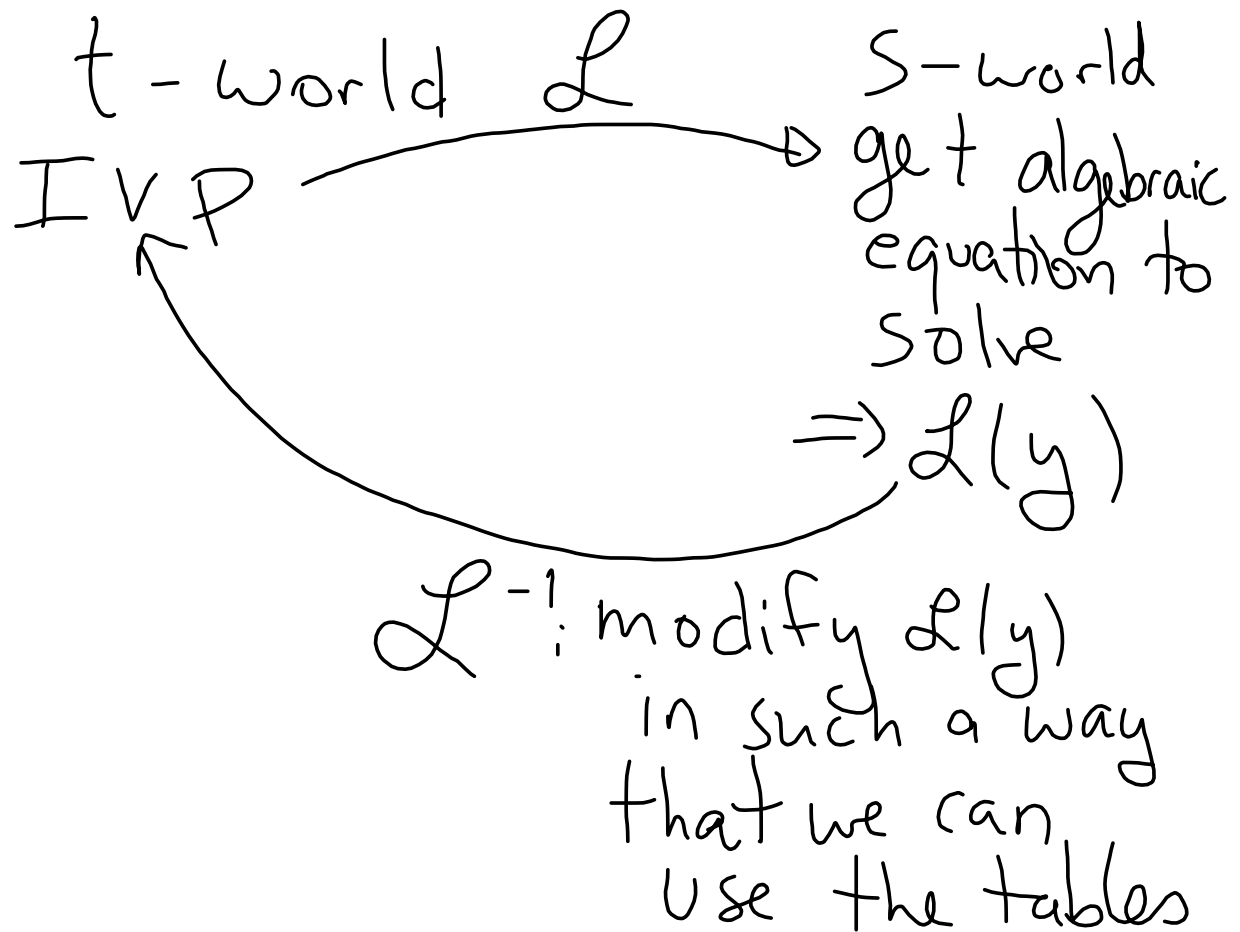 t-world ℒ s-world
IVP get algebraic
equation to
solve
⇒ ℒ(y)
ℒ⁻¹: modify ℒ(y)
in such a way
that we can
use the tables